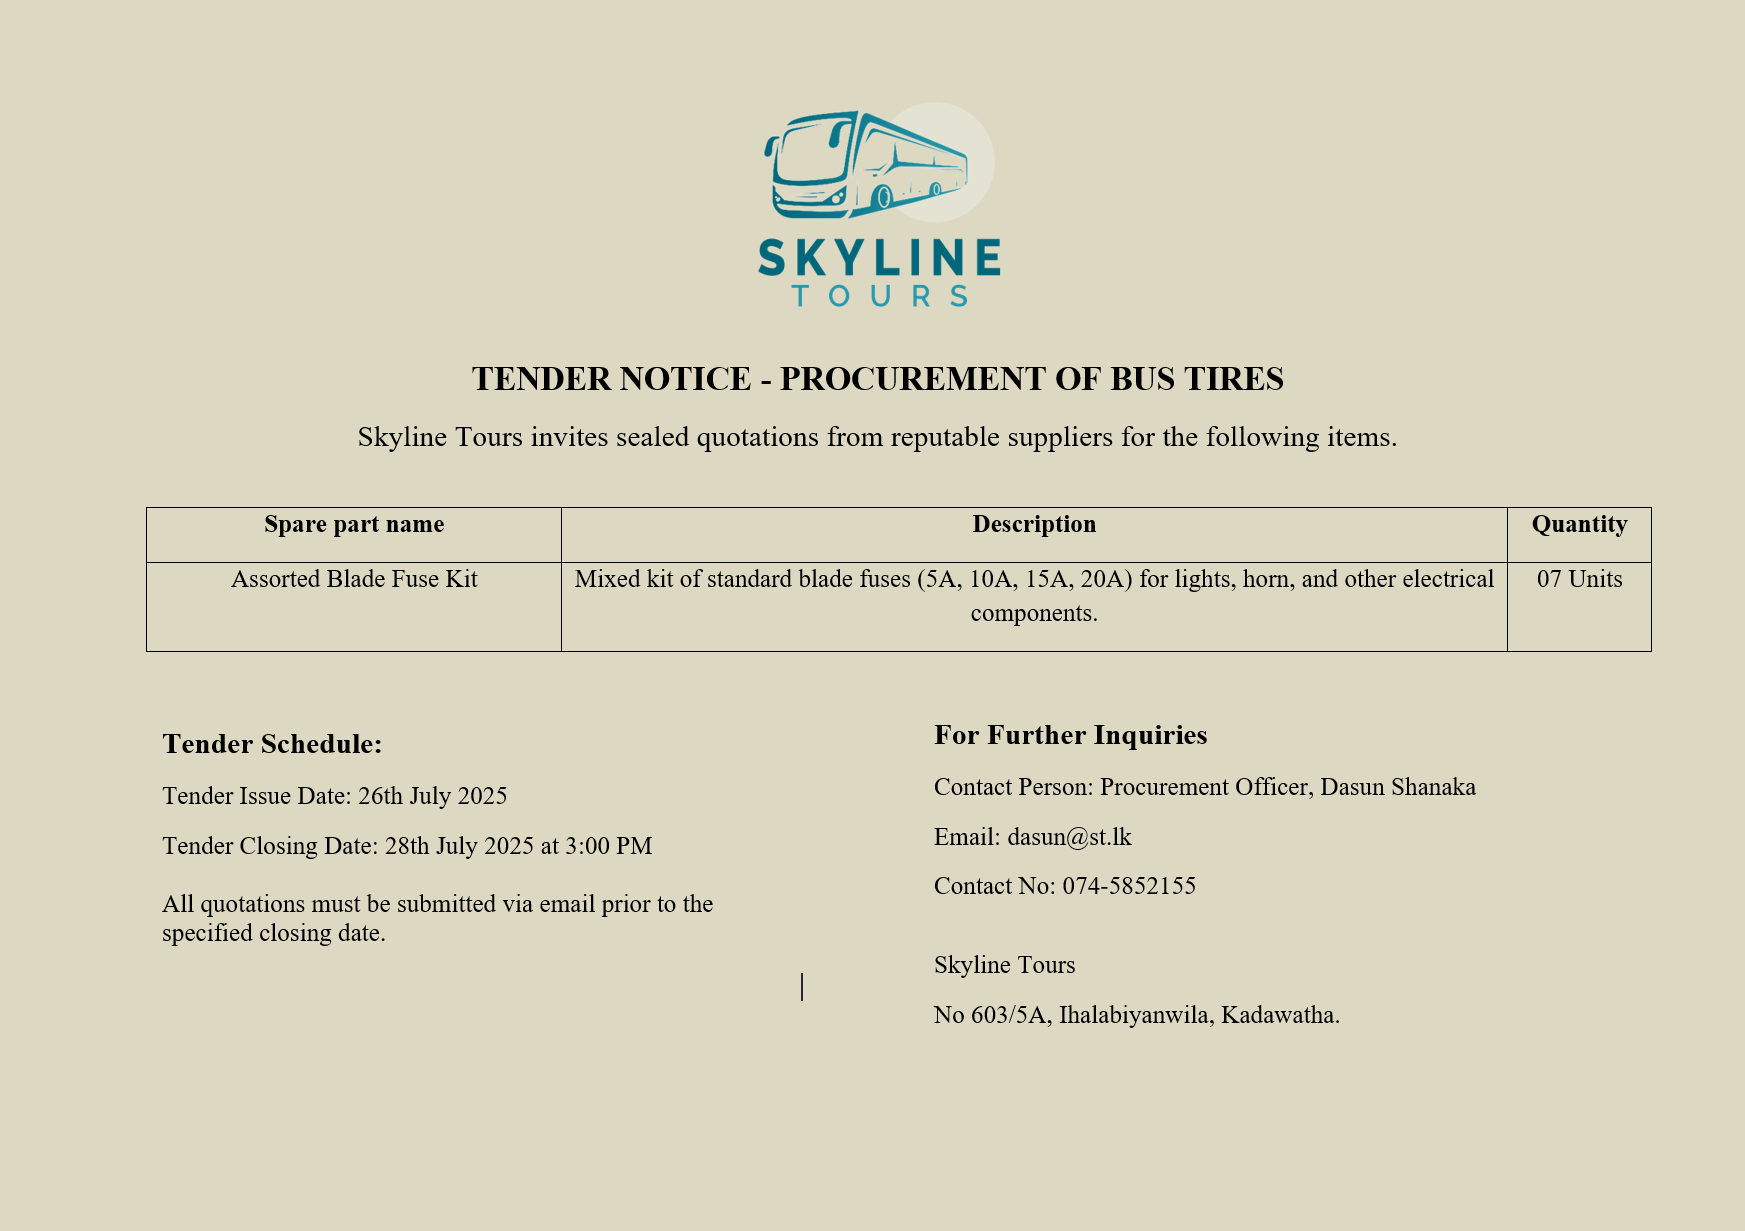 SKYLINE
TOURS
TENDER NOTICE - PROCUREMENT OF BUS TIRES
Skyline Tours invites sealed quotations from reputable suppliers for the following items.
Spare part name Description Quantity
Assorted Blade Fuse Kit Mixed kit of standard blade fuses (5A, 10A, 15A, 20A) for lights, horn, and other electrical 07 Units
components.
Tender Schedule:
Tender Issue Date: 26th July 2025
Tender Closing Date: 28th July 2025 at 3:00 PM
All quotations must be submitted via email prior to the
specified closing date.
For Further Inquiries
Contact Person: Procurement Officer, Dasun Shanaka
Email: dasun@st.lk
Contact No: 074-5852155
Skyline Tours
No 603/5A, Ihalabiyanwila, Kadawatha.